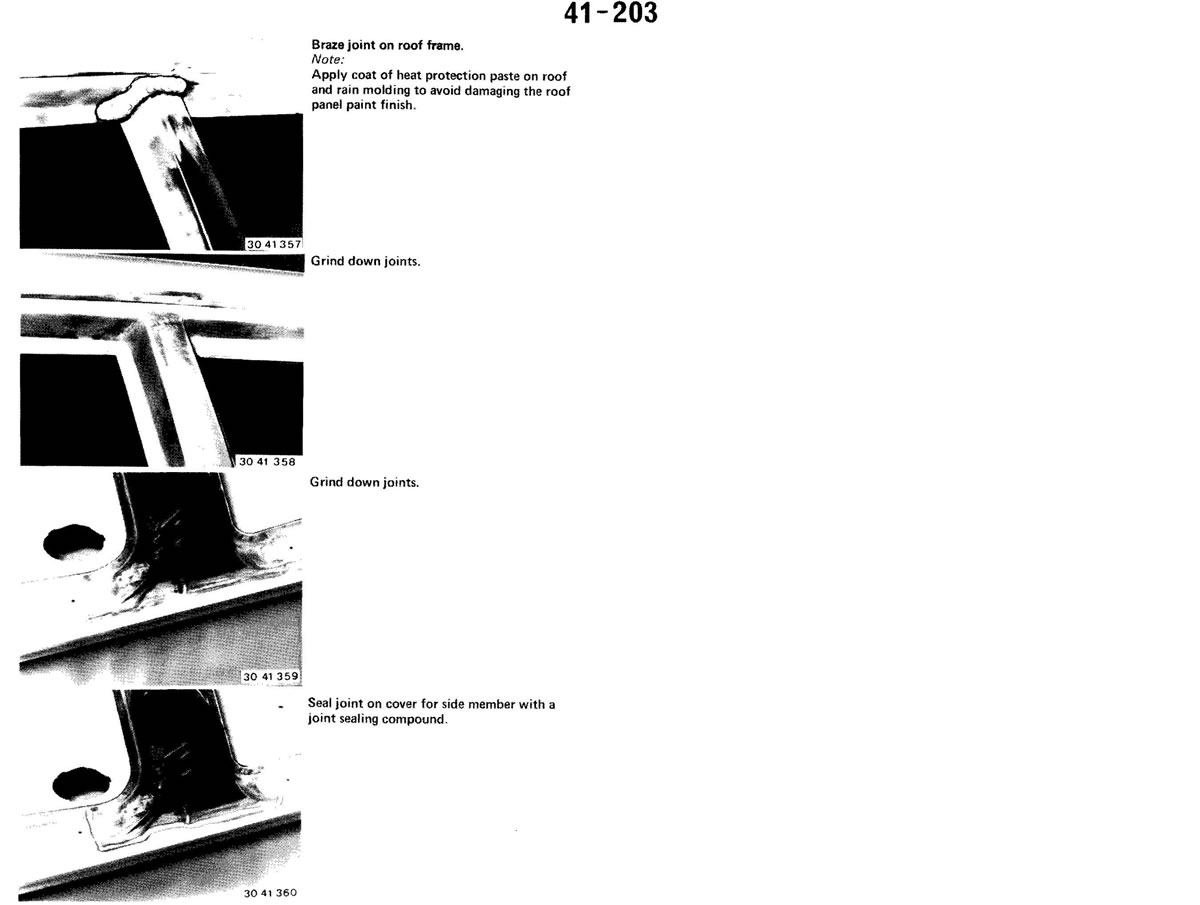 41-203
Braze joint on roof frame.
Note:
Apply coat of heat protection paste on roof
and rain molding to avoid damaging the roof
panel paint finish.
30 41 357
Grind down joints.
30 41 358
Grind down joints.
30 41 359
Seal joint on cover for side member with a
joint sealing compound.
30 41 360